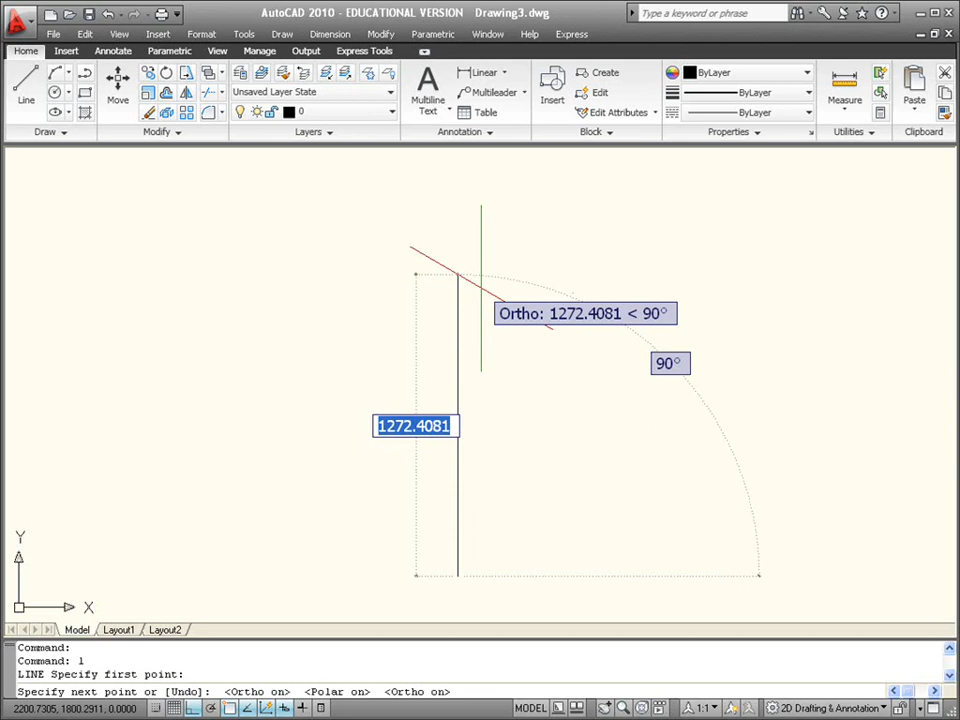 AutoCAD 2010 - EDUCATIONAL VERSION Drawing3.dwg
Type a keyword or phrase
File Edit View Insert Format Tools Draw Dimension Modify Parametric Window Help Express
Home Insert Annotate Parametric View Manage Output Express Tools
Line
Move
Unsaved Layer State
0
Multiline
Text
Linear
Multileader
Table
Insert
Create
Edit
Edit Attributes
ByLayer
ByLayer
ByLayer
Measure
Paste
Draw Modify Layers Annotation Block Properties Utilities Clipboard
Ortho: 1272.4081 < 90°
90°
1272.4081
Y
X
Model Layout1 Layout2
Command:
Command: l
LINE Specify first point:
Specify next point or [Undo]: <Ortho on> <Polar on> <Ortho on>
2200.7305, 1800.2911, 0.0000 MODEL 1:1 2D Drafting & Annotation